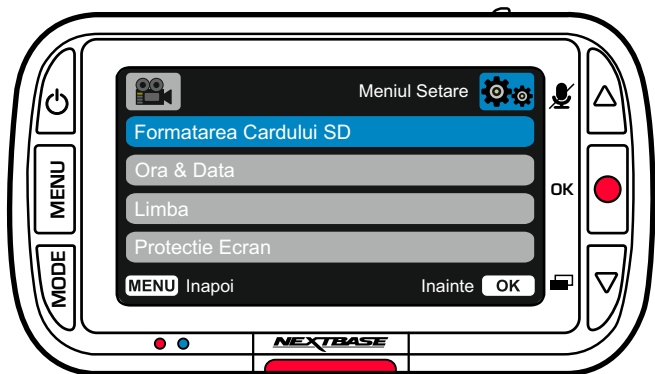 Meniul Setare
Formatarea Cardului SD
Ora & Data
Limba
Protectie Ecran
MENU Inapoi
Inainte OK
MENU
MODE
OK
NEXTBASE